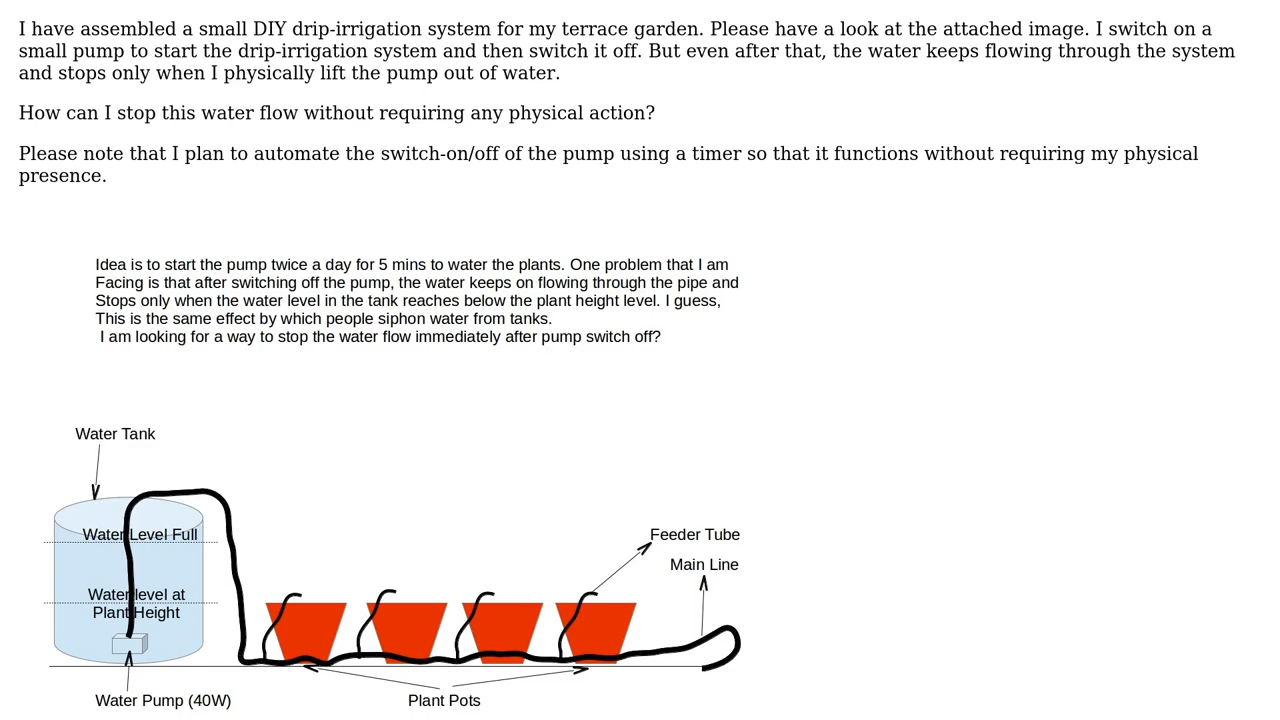 I have assembled a small DIY drip-irrigation system for my terrace garden. Please have a look at the attached image. I switch on a
small pump to start the drip-irrigation system and then switch it off. But even after that, the water keeps flowing through the system
and stops only when I physically lift the pump out of water.
How can I stop this water flow without requiring any physical action?
Please note that I plan to automate the switch-on/off of the pump using a timer so that it functions without requiring my physical
presence.
Idea is to start the pump twice a day for 5 mins to water the plants. One problem that I am
Facing is that after switching off the pump, the water keeps on flowing through the pipe and
Stops only when the water level in the tank reaches below the plant height level. I guess,
This is the same effect by which people siphon water from tanks.
I am looking for a way to stop the water flow immediately after pump switch off?
Water Tank
Water Level Full
Feeder Tube
Main Line
Water level at
Plant Height
Water Pump (40W)
Plant Pots